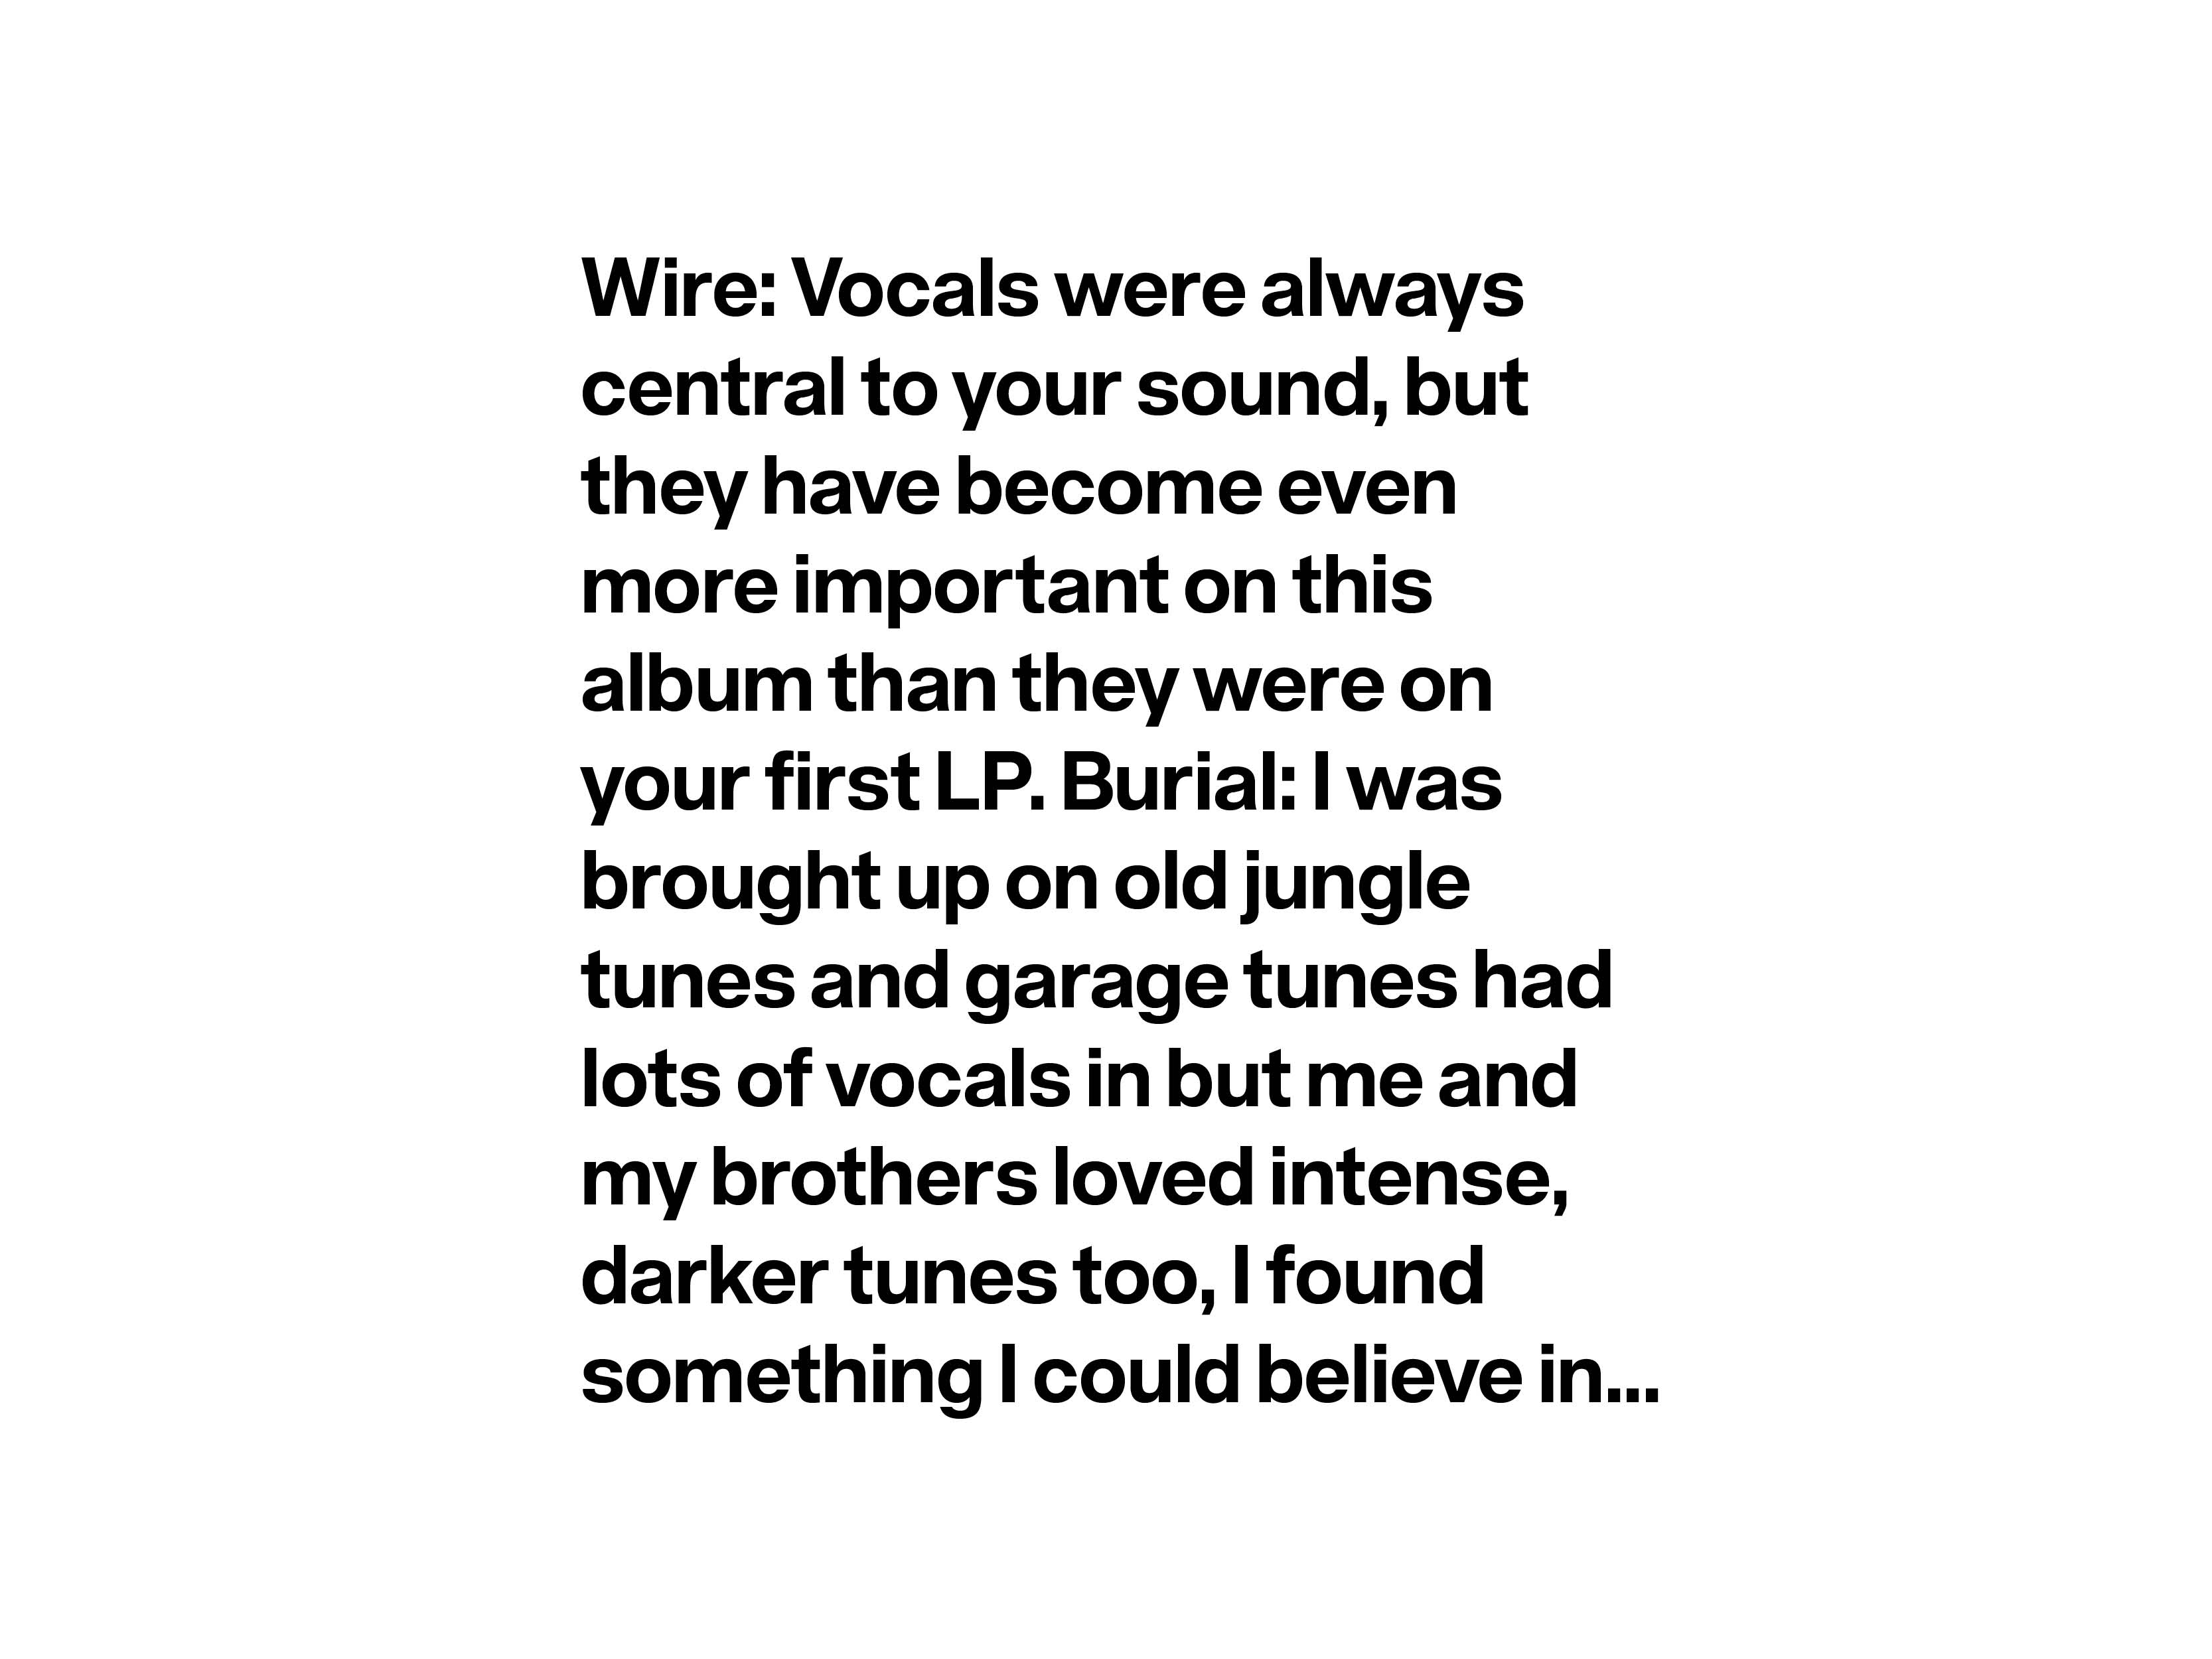 Wire: Vocals were always
central to your sound, but
they have become even
more important on this
album than they were on
your first LP. Burial: I was
brought up on old jungle
tunes and garage tunes had
lots of vocals in but me and
my brothers loved intense,
darker tunes too, I found
something I could believe in...